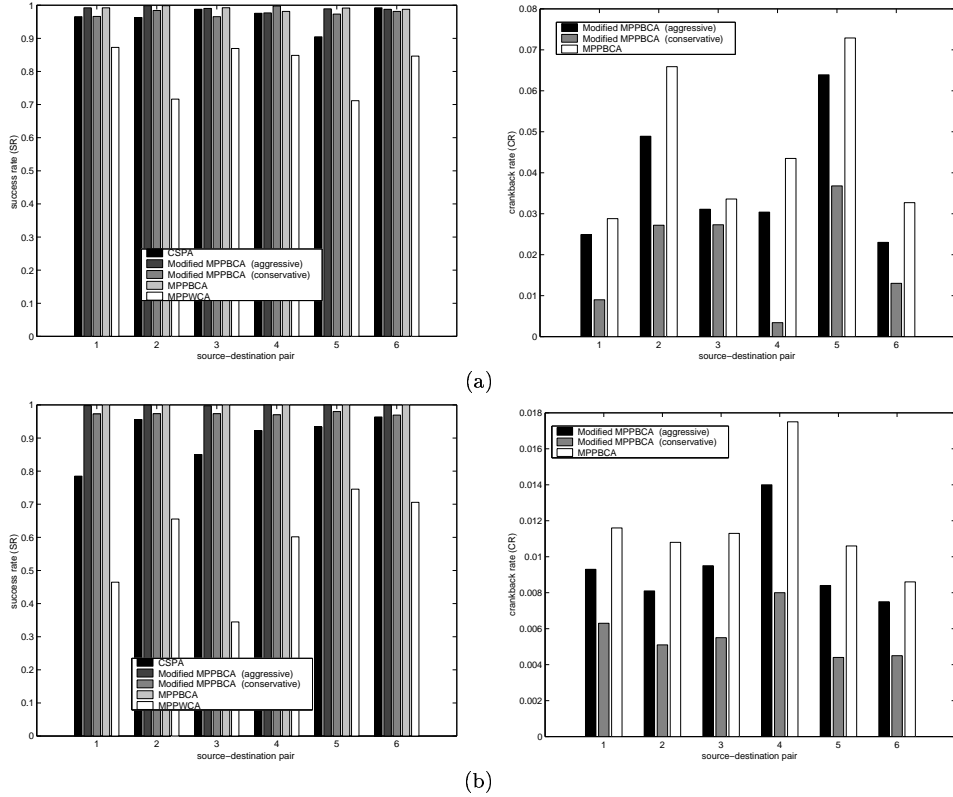 1
0.9
0.8
0.7
0.6
0.5
0.4
0.3
0.2
0.1
0
success rate (SR)
CSPA
Modified MPPBCA (aggressive)
Modified MPPBCA (conservative)
MPPBCA
MPPWCA
1 2 3 4 5 6
source−destination pair
0.08
0.07
0.06
0.05
0.04
0.03
0.02
0.01
0
crankback rate (CR)
Modified MPPBCA (aggressive)
Modified MPPBCA (conservative)
MPPBCA
1 2 3 4 5 6
source−destination pair
(a)
1
0.9
0.8
0.7
0.6
0.5
0.4
0.3
0.2
0.1
0
success rate (SR)
CSPA
Modified MPPBCA (aggressive)
Modified MPPBCA (conservative)
MPPBCA
MPPWCA
1 2 3 4 5 6
source−destination pair
0.018
0.016
0.014
0.012
0.01
0.008
0.006
0.004
0.002
0
crankback rate (CR)
Modified MPPBCA (aggressive)
Modified MPPBCA (conservative)
MPPBCA
1 2 3 4 5 6
source−destination pair
(b)